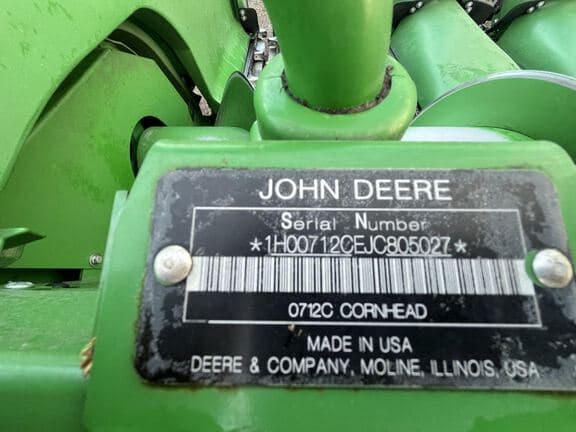 JOHN DEERE
Serial Number
*1H00712CEJC805027*
0712C CORNHEAD
MADE IN USA
DEERE & COMPANY, MOLINE, ILLINOIS, USA